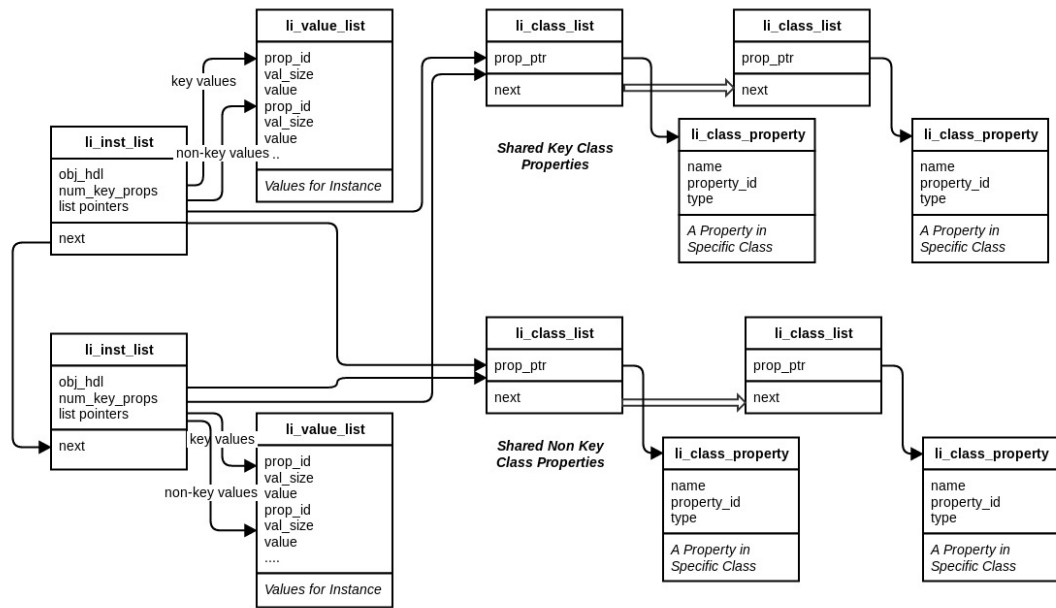 li_value_list
prop_id
val_size
value
prop_id
val_size
value
..
Values for Instance
key values
non-key values
li_inst_list
obj_hdl
num_key_props
list pointers
next
li_class_list
prop_ptr
next
li_class_list
prop_ptr
next
Shared Key Class
Properties
li_class_property
name
property_id
type
A Property in
Specific Class
li_class_property
name
property_id
type
A Property in
Specific Class
li_inst_list
obj_hdl
num_key_props
list pointers
next
key values
non-key values
li_value_list
prop_id
val_size
value
prop_id
val_size
value
....
Values for Instance
li_class_list
prop_ptr
next
li_class_list
prop_ptr
next
Shared Non Key
Class Properties
li_class_property
name
property_id
type
A Property in
Specific Class
li_class_property
name
property_id
type
A Property in
Specific Class